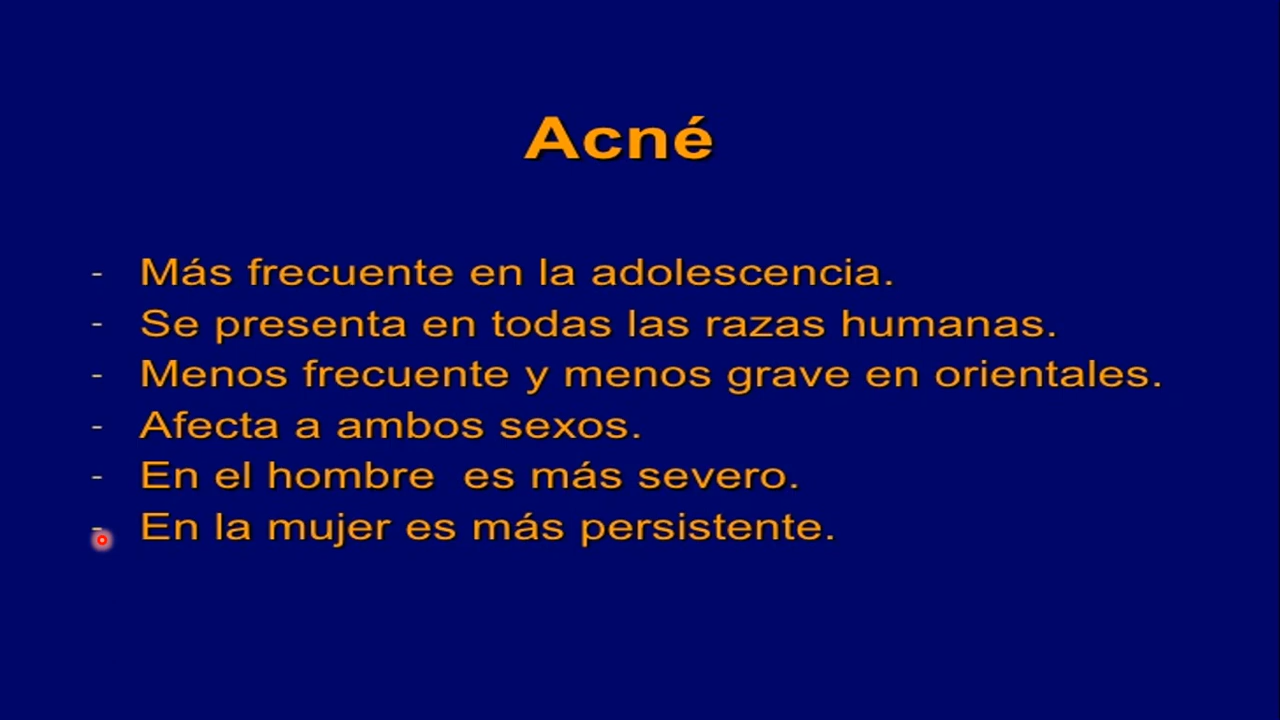 Acné
- Más frecuente en la adolescencia.
- Se presenta en todas las razas humanas.
- Menos frecuente y menos grave en orientales.
- Afecta a ambos sexos.
- En el hombre  es más severo.
- En la mujer es más persistente.